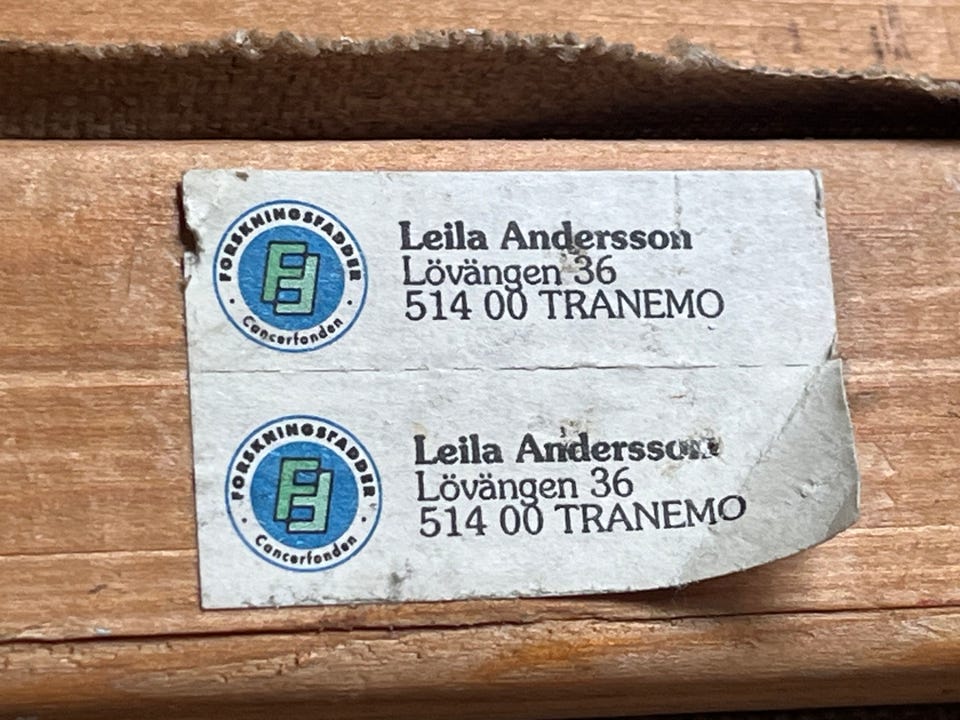 FORSKNINGSFADDER
Cancerfonden
Leila Andersson
Lövängen 36
514 00 TRANEMO
FORSKNINGSFADDER
Cancerfonden
Leila Andersson
Lövängen 36
514 00 TRANEMO